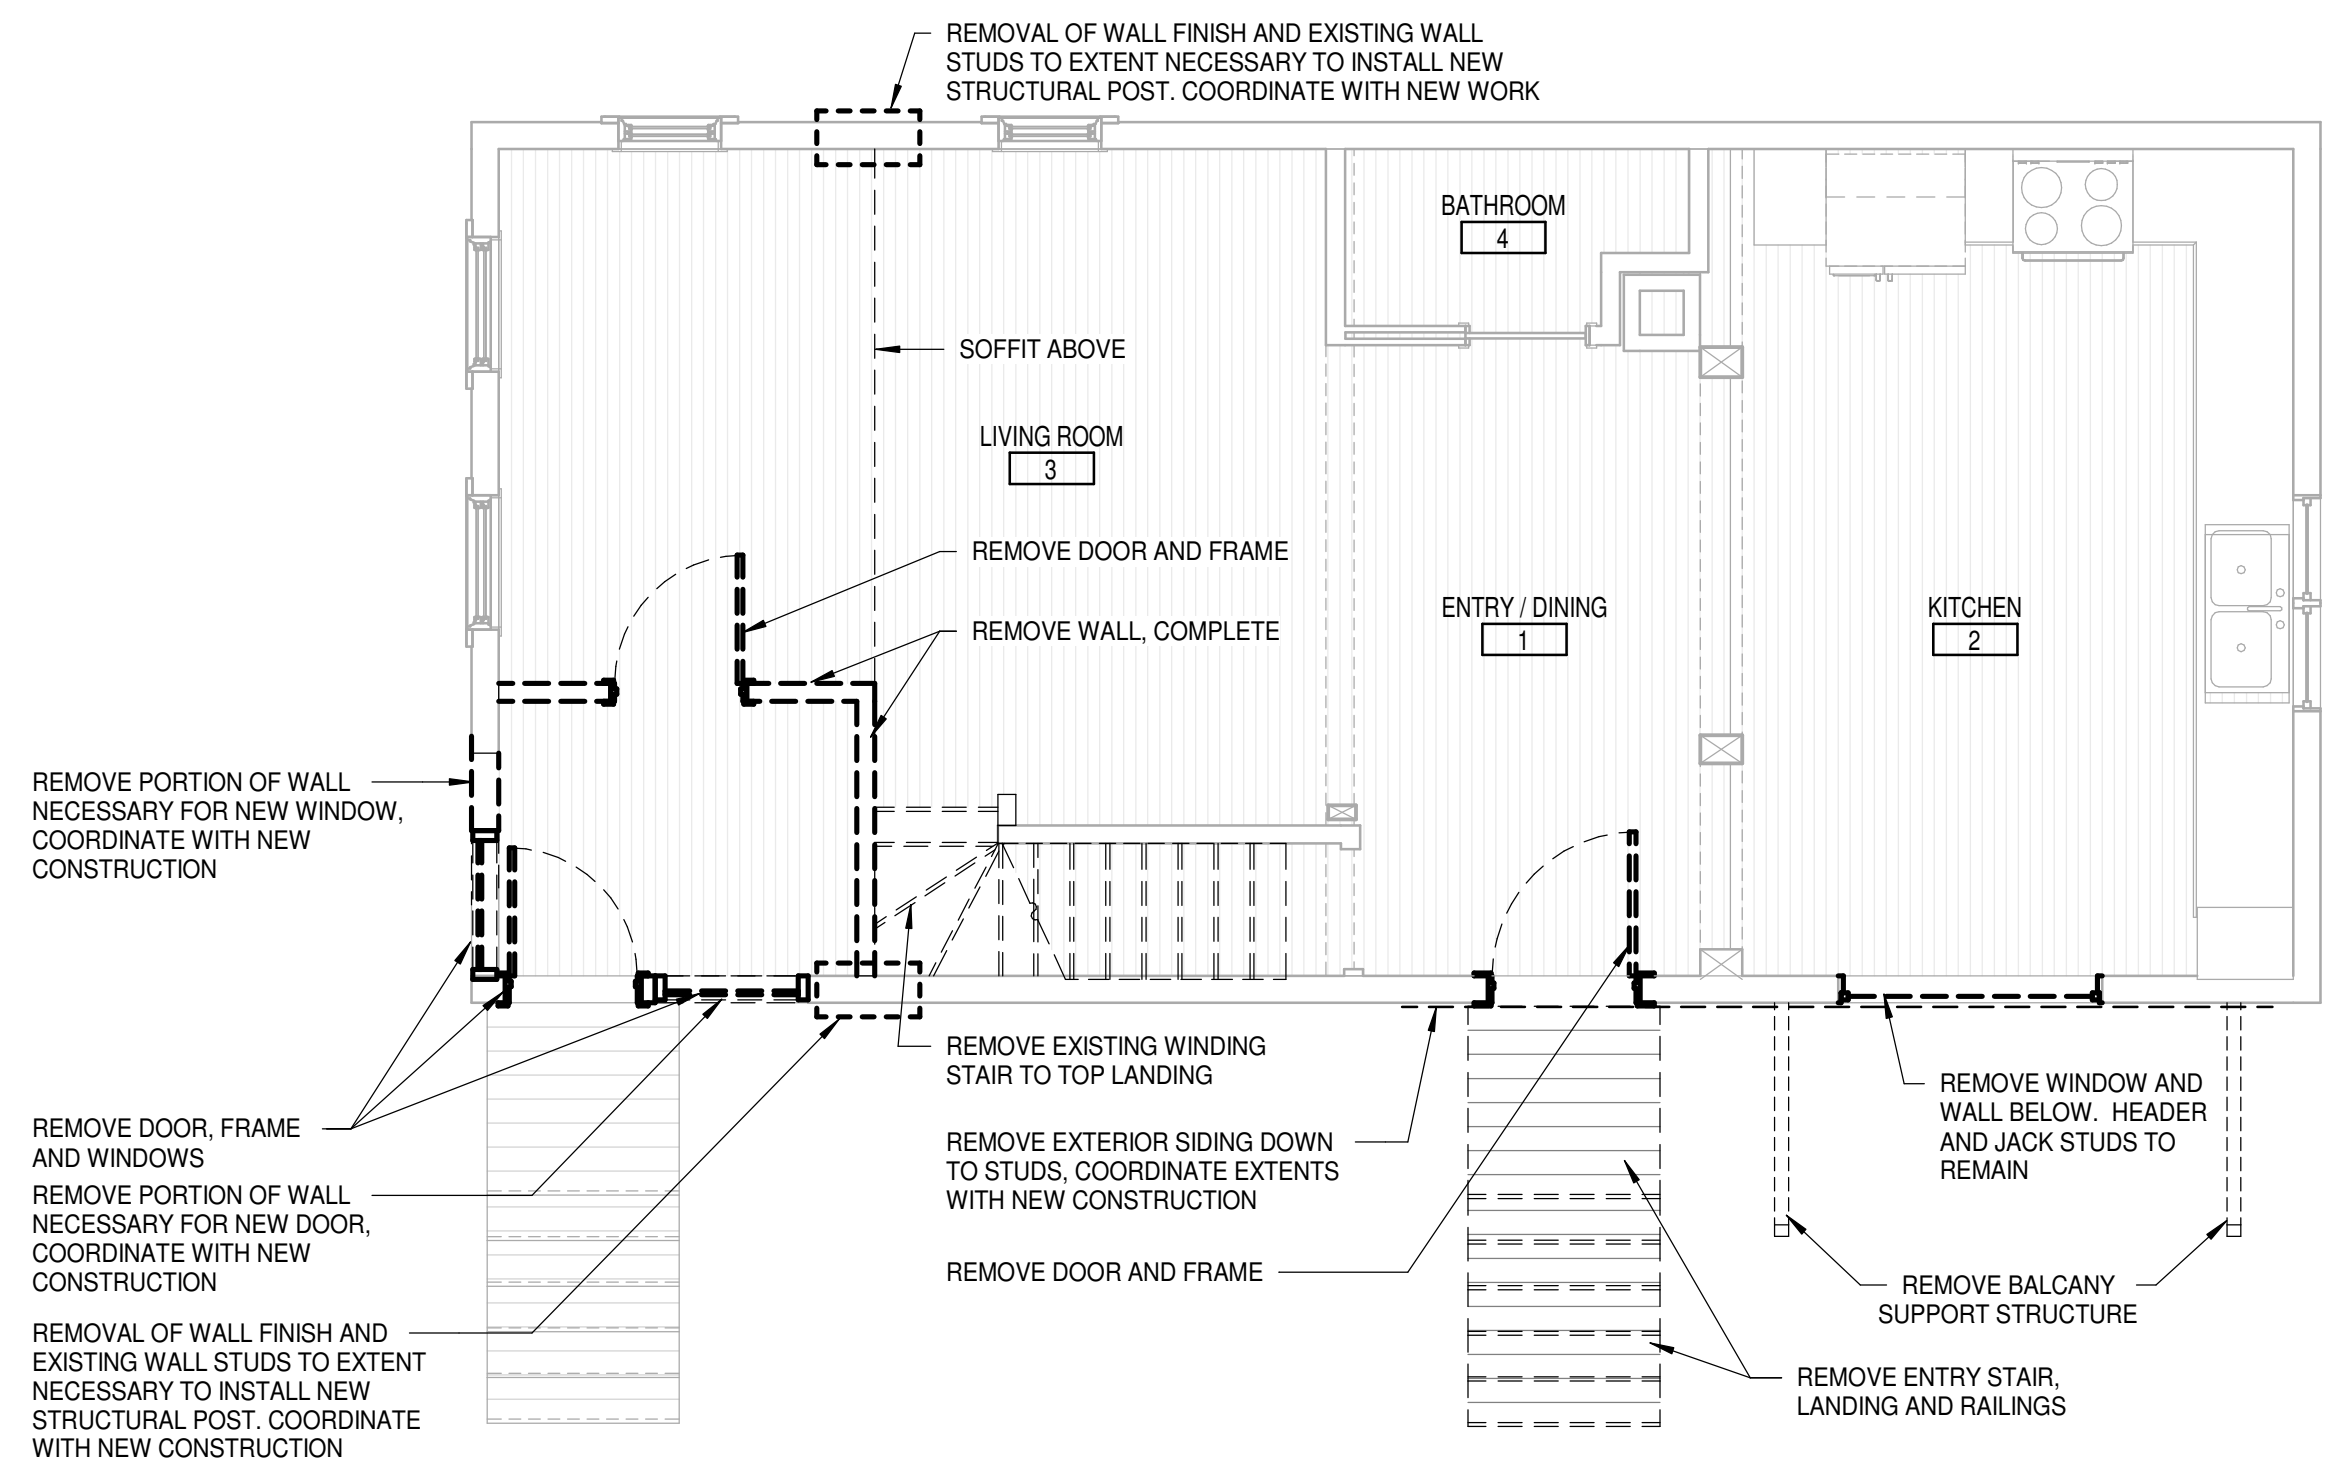 REMOVAL OF WALL FINISH AND EXISTING WALL
STUDS TO EXTENT NECESSARY TO INSTALL NEW
STRUCTURAL POST. COORDINATE WITH NEW WORK
BATHROOM
4
SOFFIT ABOVE
LIVING ROOM
3
REMOVE DOOR AND FRAME
REMOVE WALL, COMPLETE
ENTRY / DINING
1
KITCHEN
2
REMOVE PORTION OF WALL
NECESSARY FOR NEW WINDOW,
COORDINATE WITH NEW
CONSTRUCTION
REMOVE DOOR, FRAME
AND WINDOWS
REMOVE PORTION OF WALL
NECESSARY FOR NEW DOOR,
COORDINATE WITH NEW
CONSTRUCTION
REMOVAL OF WALL FINISH AND
EXISTING WALL STUDS TO EXTENT
NECESSARY TO INSTALL NEW
STRUCTURAL POST. COORDINATE
WITH NEW CONSTRUCTION
REMOVE EXISTING WINDING
STAIR TO TOP LANDING
REMOVE EXTERIOR SIDING DOWN
TO STUDS, COORDINATE EXTENTS
WITH NEW CONSTRUCTION
REMOVE DOOR AND FRAME
REMOVE WINDOW AND
WALL BELOW. HEADER
AND JACK STUDS TO
REMAIN
REMOVE BALCANY
SUPPORT STRUCTURE
REMOVE ENTRY STAIR,
LANDING AND RAILINGS